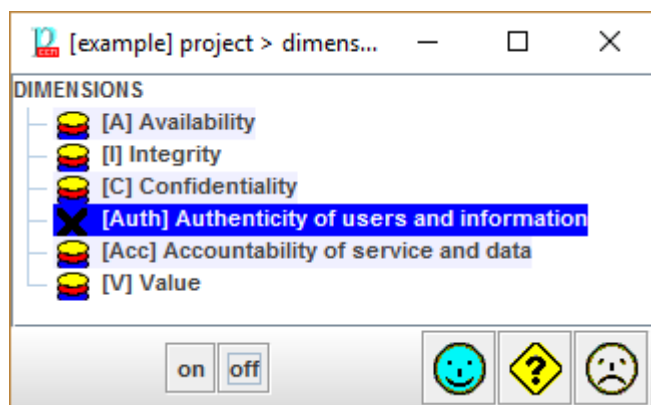 [example] project > dimens...
DIMENSIONS
[A] Availability
[I] Integrity
[C] Confidentiality
[Auth] Authenticity of users and information
[Acc] Accountability of service and data
[V] Value
on off
?